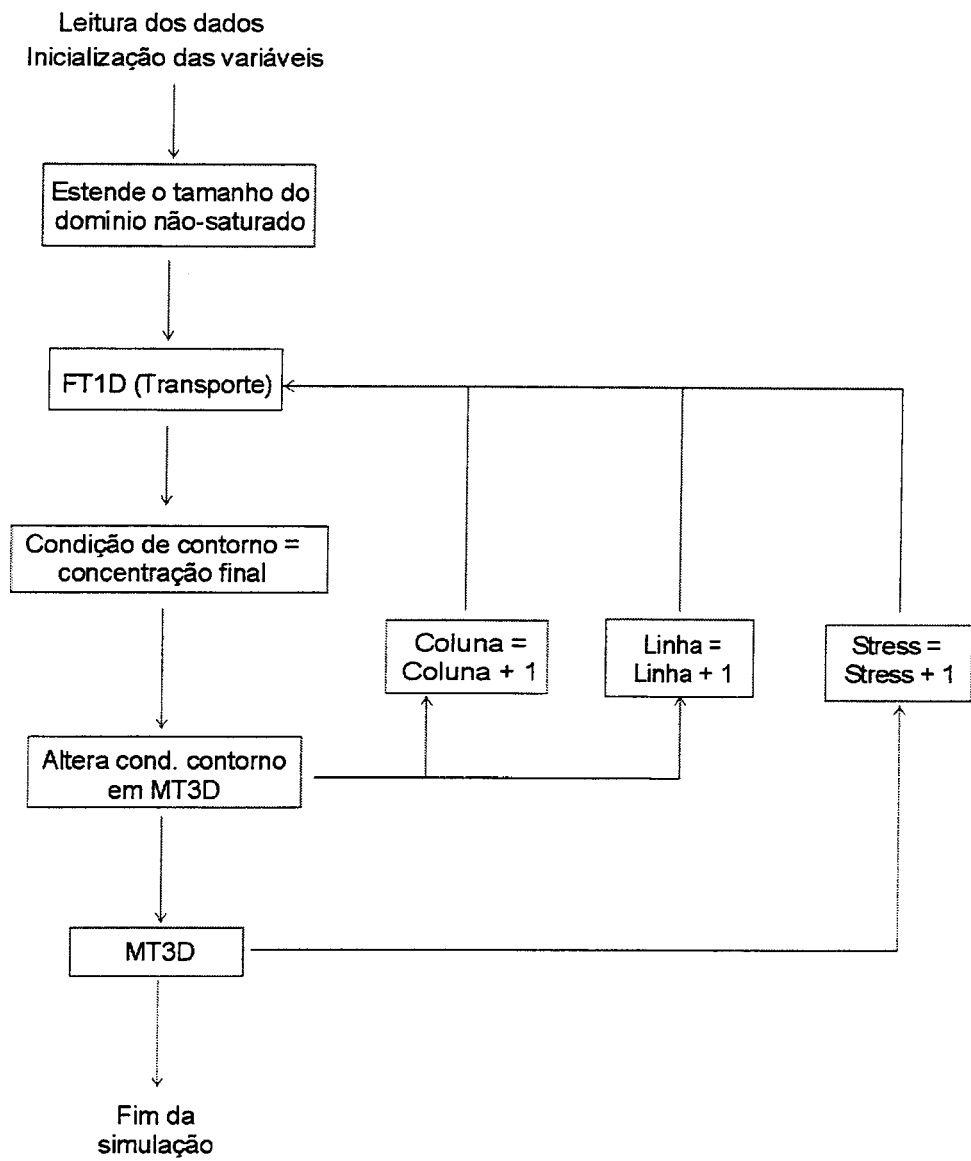 Leitura dos dados
Inicialização das variáveis
Estende o tamanho do
domínio não-saturado
FT1D (Transporte)
Condição de contorno =
concentração final
Coluna =
Coluna + 1
Linha =
Linha + 1
Stress =
Stress + 1
Altera cond. contorno
em MT3D
MT3D
Fim da
simulação